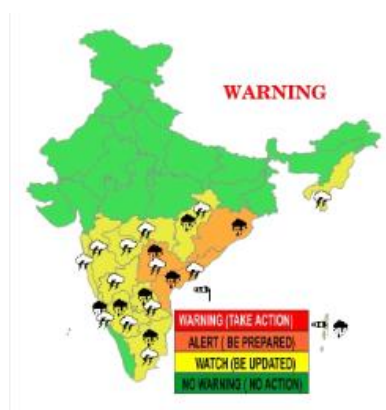 WARNING
WARNING (TAKE ACTION)
ALERT ( BE PREPARED)
WATCH (BE UPDATED)
NO WARNING ( NO ACTION)